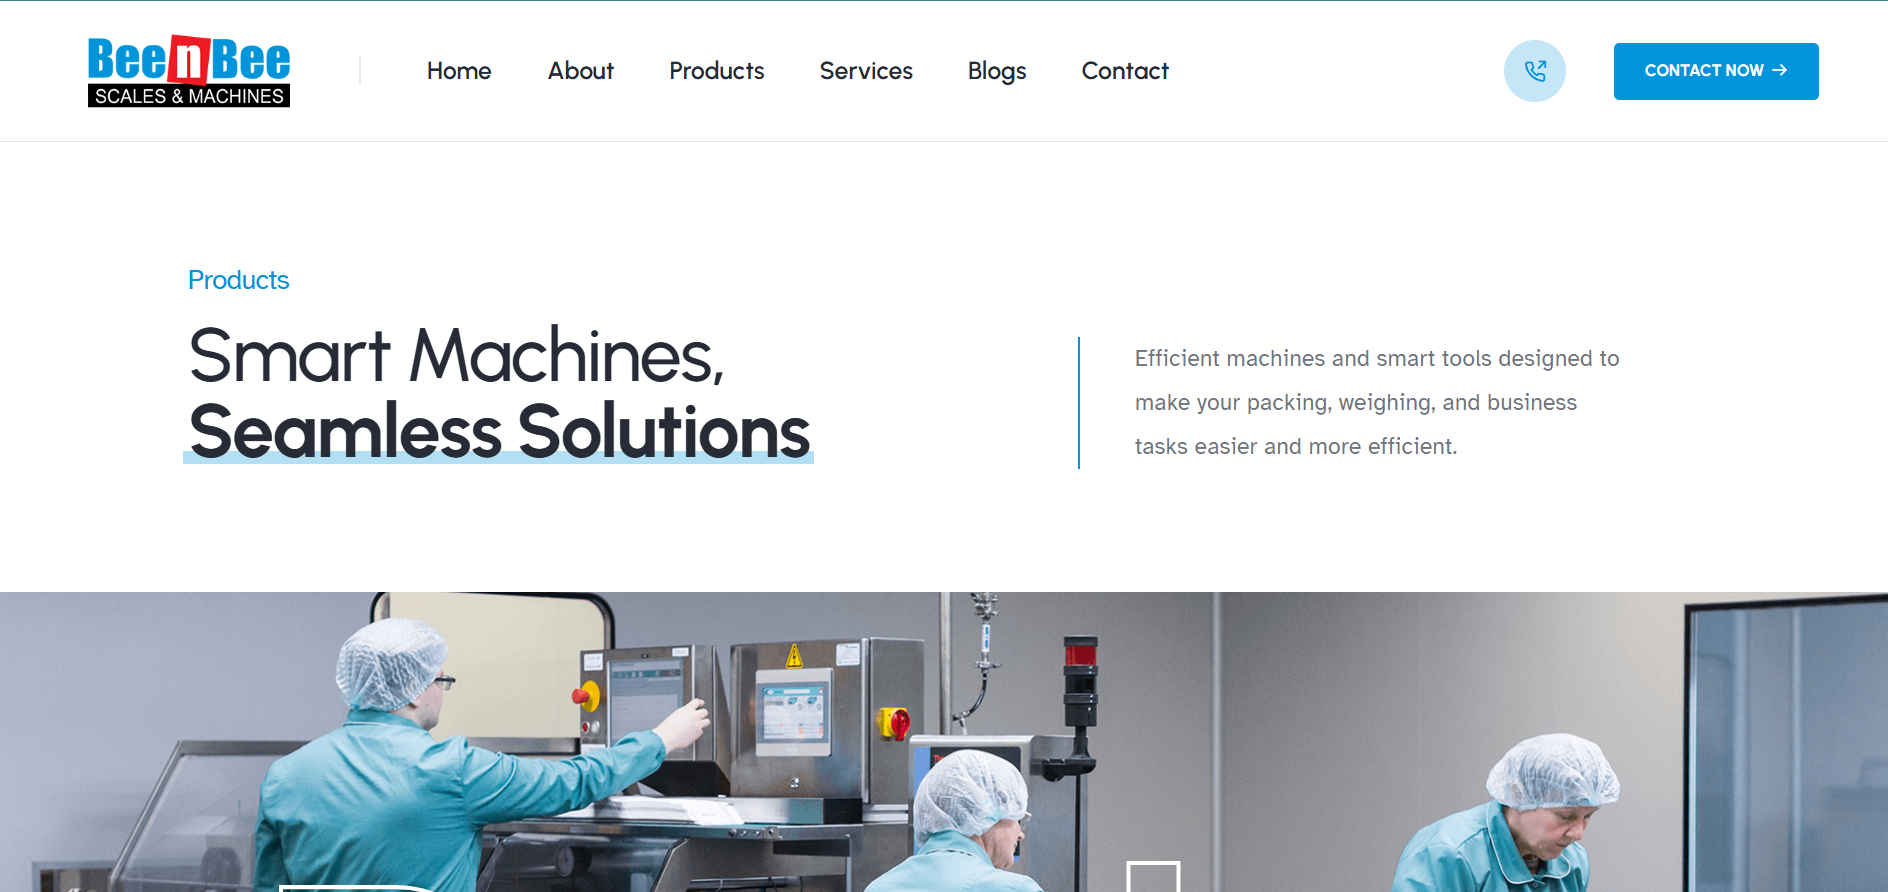 BeenBee
SCALES & MACHINES
Home
About
Products
Services
Blogs
Contact
CONTACT NOW
Products
Smart Machines,
Seamless Solutions
Efficient machines and smart tools designed to
make your packing, weighing, and business
tasks easier and more efficient.